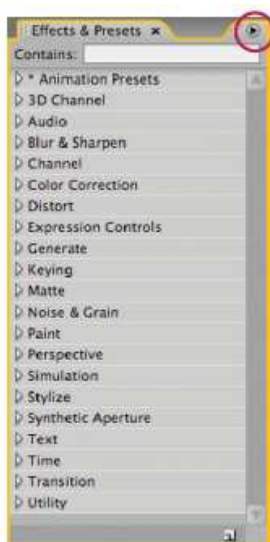 Effects & Presets ×
Contains:
* Animation Presets
3D Channel
Audio
Blur & Sharpen
Channel
Color Correction
Distort
Expression Controls
Generate
Keying
Matte
Noise & Grain
Paint
Perspective
Simulation
Stylize
Synthetic Aperture
Text
Time
Transition
Utility